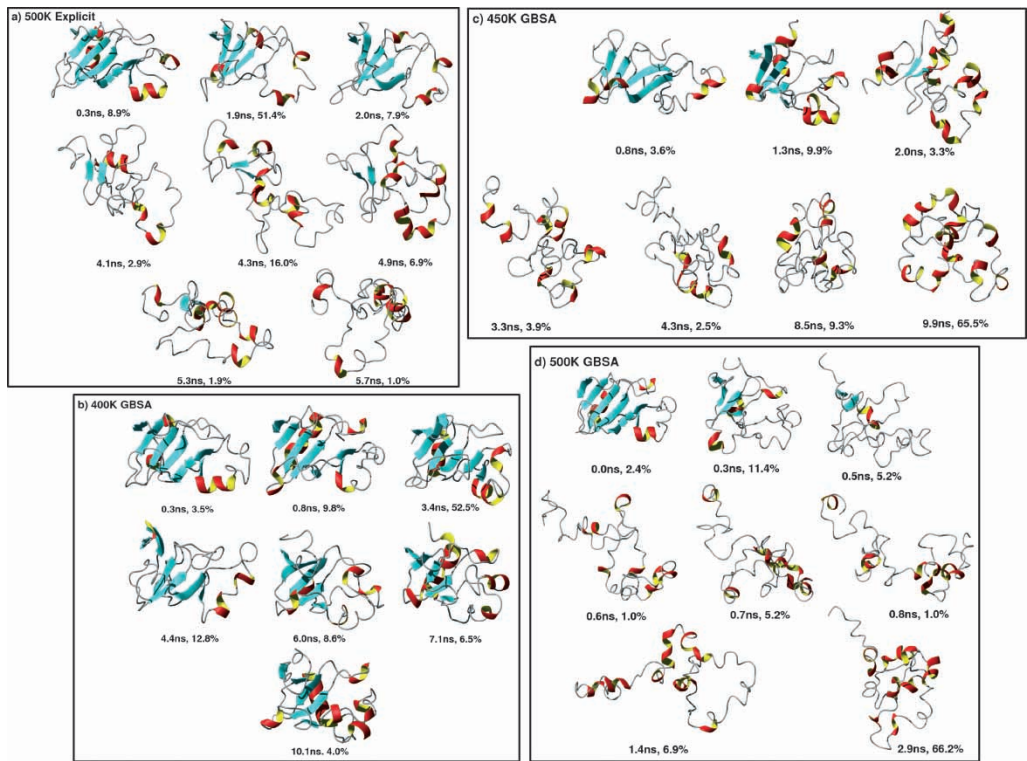 a) 500K Explicit
0.3ns, 8.9%
1.9ns, 51.4%
2.0ns, 7.9%
4.1ns, 2.9%
4.3ns, 16.0%
4.9ns, 6.9%
5.3ns, 1.9%
5.7ns, 1.0%
c) 450K GBSA
0.8ns, 3.6%
1.3ns, 9.9%
2.0ns, 3.3%
3.3ns, 3.9%
4.3ns, 2.5%
8.5ns, 9.3%
9.9ns, 65.5%
b) 400K GBSA
0.3ns, 3.5%
0.8ns, 9.8%
3.4ns, 52.5%
4.4ns, 12.8%
6.0ns, 8.6%
7.1ns, 6.5%
10.1ns, 4.0%
d) 500K GBSA
0.0ns, 2.4%
0.3ns, 11.4%
0.5ns, 5.2%
0.6ns, 1.0%
0.7ns, 5.2%
0.8ns, 1.0%
1.4ns, 6.9%
2.9ns, 66.2%